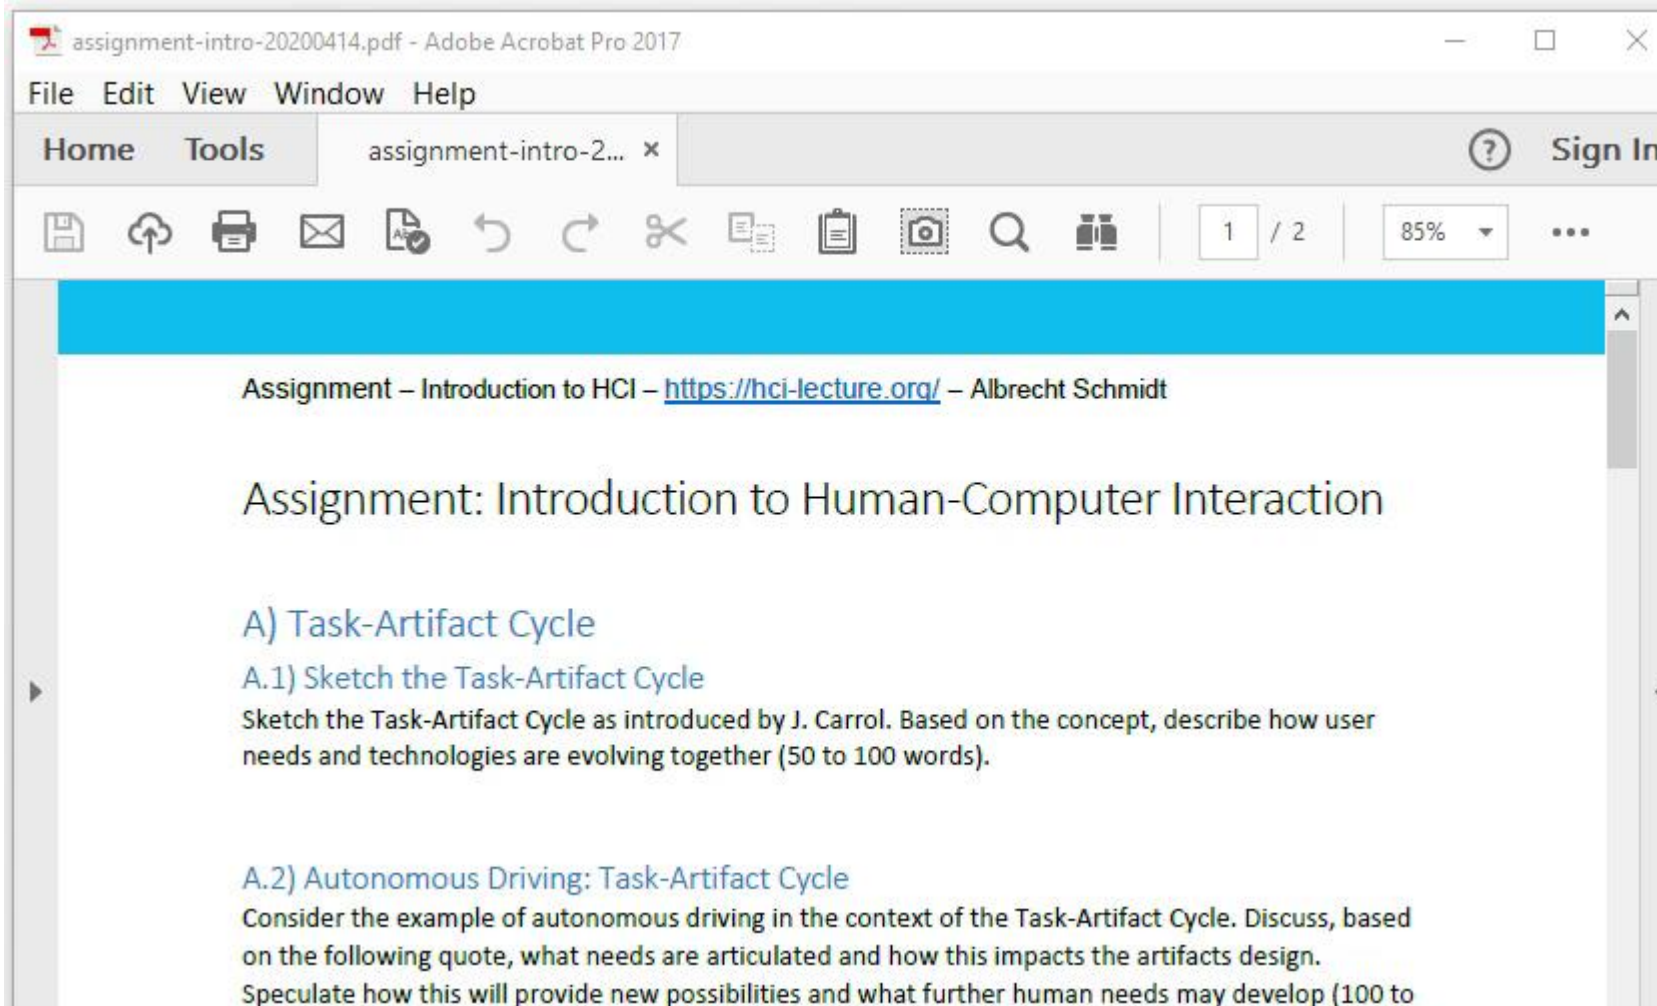 assignment-intro-20200414.pdf - Adobe Acrobat Pro 2017
File Edit View Window Help
Home Tools assignment-intro-2... × ? Sign In
1 / 2 85%
Assignment – Introduction to HCI – https://hci-lecture.org/ – Albrecht Schmidt
Assignment: Introduction to Human-Computer Interaction
A) Task-Artifact Cycle
A.1) Sketch the Task-Artifact Cycle
Sketch the Task-Artifact Cycle as introduced by J. Carrol. Based on the concept, describe how user
needs and technologies are evolving together (50 to 100 words).
A.2) Autonomous Driving: Task-Artifact Cycle
Consider the example of autonomous driving in the context of the Task-Artifact Cycle. Discuss, based
on the following quote, what needs are articulated and how this impacts the artifacts design.
Speculate how this will provide new possibilities and what further human needs may develop (100 to